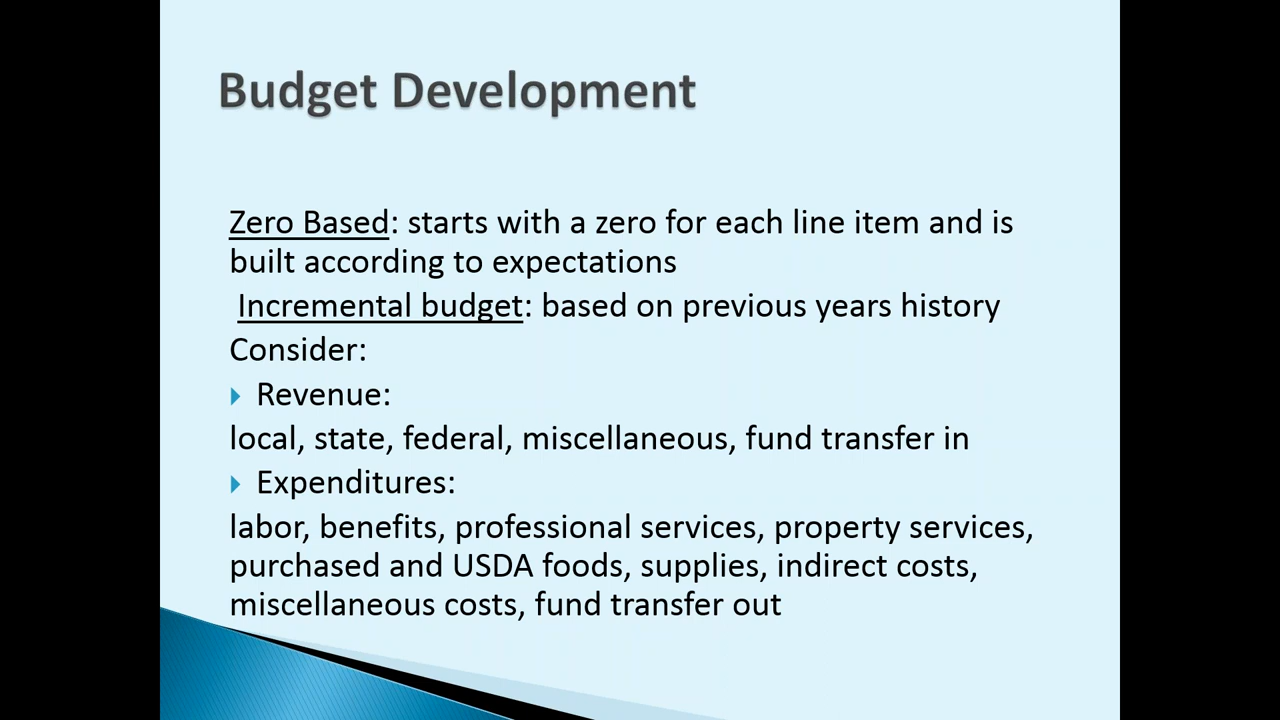 Budget Development
Zero Based: starts with a zero for each line item and is
built according to expectations
Incremental budget: based on previous years history
Consider:
Revenue:
local, state, federal, miscellaneous, fund transfer in
Expenditures:
labor, benefits, professional services, property services,
purchased and USDA foods, supplies, indirect costs,
miscellaneous costs, fund transfer out